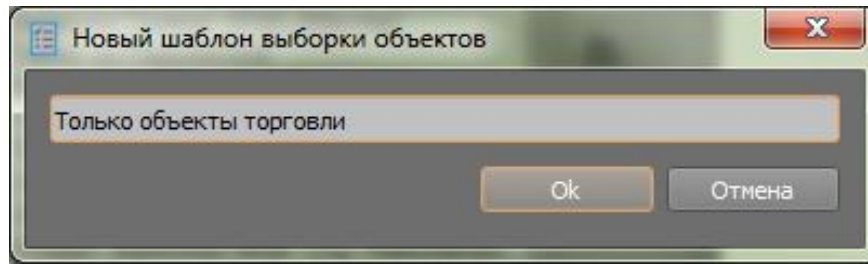 Новый шаблон выборки объектов
Только объекты торговли
Ok
Отмена